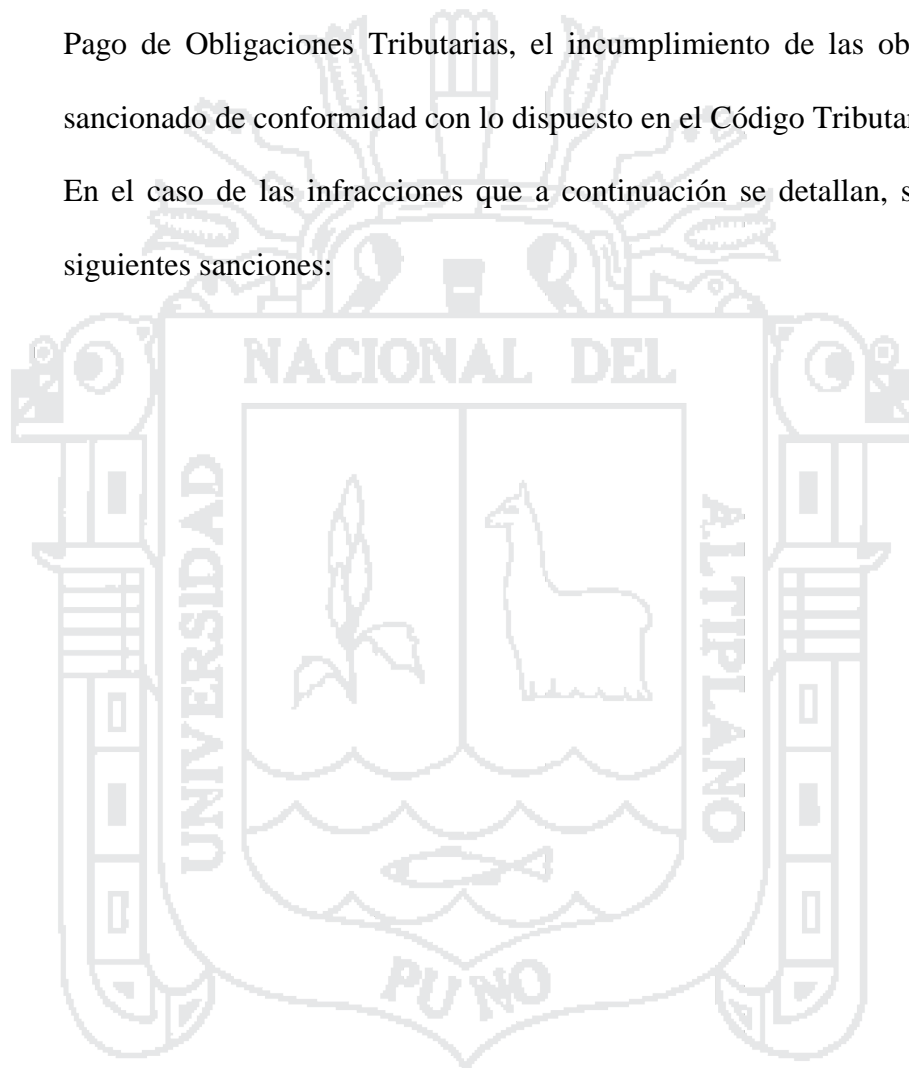 Pago de Obligaciones Tributarias, el incumplimiento de las ob
sancionado de conformidad con lo dispuesto en el Código Tributar
En el caso de las infracciones que a continuación se detallan, s
siguientes sanciones:
NACIONAL DEL
UNIVERSIDAD
ALTIPLANO
PUNO